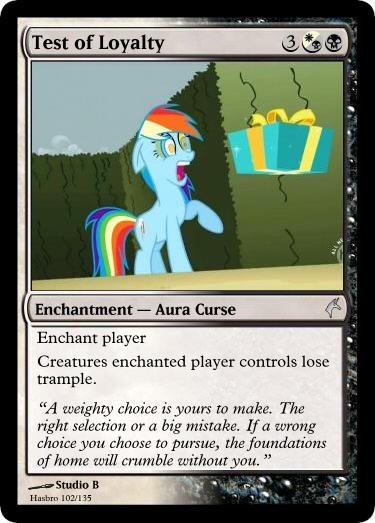 Test of Loyalty 3
Enchantment — Aura Curse
Enchant player
Creatures enchanted player controls lose
trample.
“A weighty choice is yours to make. The
right selection or a big mistake. If a wrong
choice you choose to pursue, the foundations
of home will crumble without you.”
Studio B
Hasbro 102/135